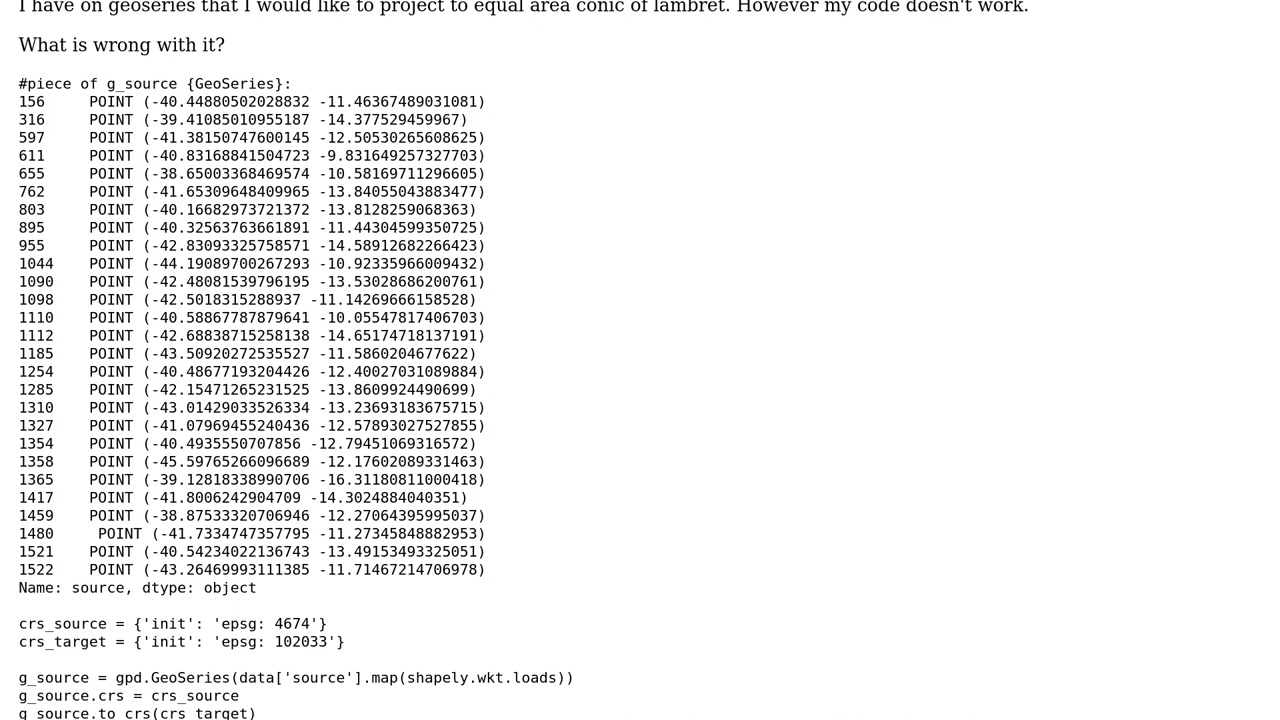 I have on geoseries that I would like to project to equal area conic of lambret. However my code doesn't work.
What is wrong with it?
#piece of g_source {GeoSeries}:
156     POINT (-40.44880502028832 -11.46367489031081)
316     POINT (-39.41085010955187 -14.377529459967)
597     POINT (-41.38150747600145 -12.50530265608625)
611     POINT (-40.83168841504723 -9.831649257327703)
655     POINT (-38.65003368469574 -10.58169711296605)
762     POINT (-41.65309648409965 -13.84055043883477)
803     POINT (-40.16682973721372 -13.8128259068363)
895     POINT (-40.32563763661891 -11.44304599350725)
955     POINT (-42.83093325758571 -14.58912682266423)
1044    POINT (-44.19089700267293 -10.92335966009432)
1090    POINT (-42.48081539796195 -13.53028686200761)
1098    POINT (-42.5018315288937 -11.14269666158528)
1110    POINT (-40.58867787879641 -10.05547817406703)
1112    POINT (-42.68838715258138 -14.65174718137191)
1185    POINT (-43.50920272535527 -11.5860204677622)
1254    POINT (-40.48677193204426 -12.40027031089884)
1285    POINT (-42.15471265231525 -13.8609924490699)
1310    POINT (-43.01429033526334 -13.23693183675715)
1327    POINT (-41.07969455240436 -12.57893027527855)
1354    POINT (-40.4935550707856 -12.79451069316572)
1358    POINT (-45.59765266096689 -12.17602089331463)
1365    POINT (-39.12818338990706 -16.31180811000418)
1417    POINT (-41.8006242904709 -14.3024884040351)
1459    POINT (-38.87533320706946 -12.27064395995037)
1480     POINT (-41.7334747357795 -11.27345848882953)
1521    POINT (-40.54234022136743 -13.49153493325051)
1522    POINT (-43.26469993111385 -11.71467214706978)
Name: source, dtype: object
crs_source = {'init': 'epsg: 4674'}
crs_target = {'init': 'epsg: 102033'}
g_source = gpd.GeoSeries(data['source'].map(shapely.wkt.loads))
g_source.crs = crs_source
g_source.to_crs(crs_target)